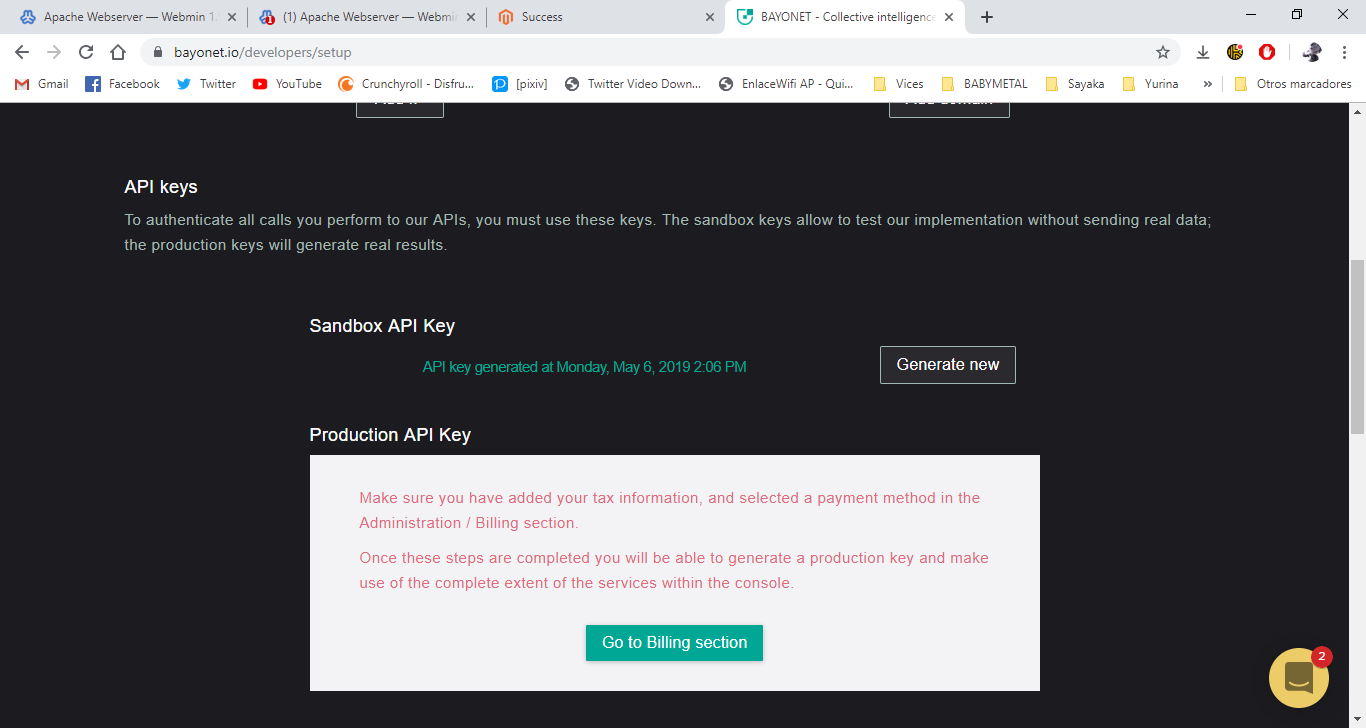 Apache Webserver — Webmin 1.
(1) Apache Webserver — Webmin
Success
BAYONET - Collective intelligence
bayonet.io/developers/setup
Gmail
Facebook
Twitter
YouTube
Crunchyroll - Disfru...
[pixiv]
Twitter Video Down...
EnlaceWifi AP - Qui...
Vices
BABYMETAL
Sayaka
Yurina
»
Otros marcadores
API keys
To authenticate all calls you perform to our APIs, you must use these keys. The sandbox keys allow to test our implementation without sending real data;
the production keys will generate real results.
Sandbox API Key
API key generated at Monday, May 6, 2019 2:06 PM
Generate new
Production API Key
Make sure you have added your tax information, and selected a payment method in the
Administration / Billing section.
Once these steps are completed you will be able to generate a production key and make
use of the complete extent of the services within the console.
Go to Billing section
2